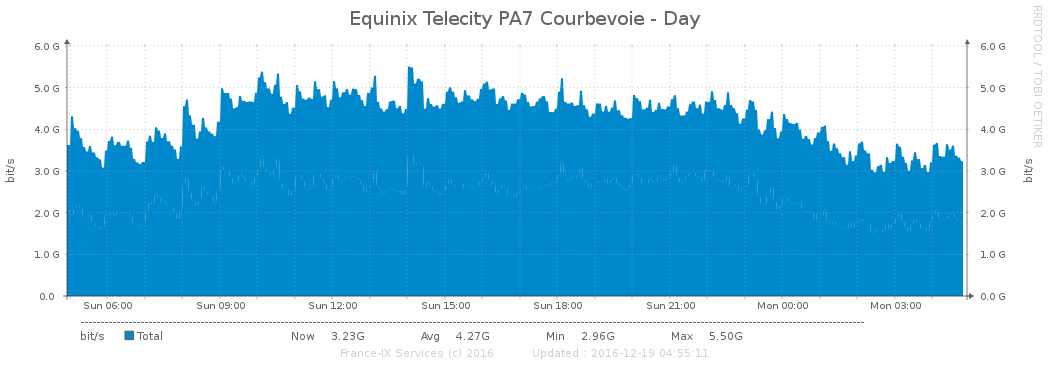 Equinix Telecity PA7 Courbevoie - Day
RRDTOOL / TOBI OETIKER
6.0 G 6.0 G
5.0 G 5.0 G
4.0 G 4.0 G
3.0 G 3.0 G
2.0 G 2.0 G
1.0 G 1.0 G
0.0 0.0 G
bit/s bit/s
Sun 06:00 Sun 09:00 Sun 12:00 Sun 15:00 Sun 18:00 Sun 21:00 Mon 00:00 Mon 03:00
bit/s Total Now 3.23G Avg 4.27G Min 2.96G Max 5.50G
France-IX Services (c) 2016 Updated : 2016-12-19 04:55:11